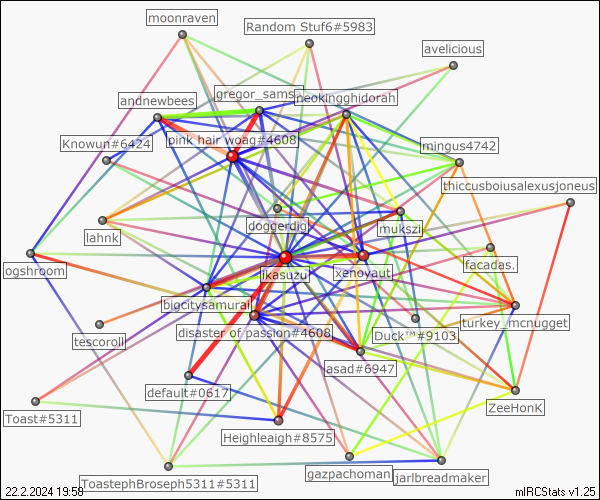 moonraven
Random Stuf6#5983
avelicious
gregor_samsa
neokingghidorah
andnewbees
Knowun#6424
pink hair woag#4608
mingus4742
thiccusboiusalexusjoneus
doggerdig
mukszi
lahnk
ogshroom
ikasuzu
xenoyaut
facadas.
bigcitysamurai
turkey_mcnugget
tescoroll
disaster of passion#4608
Duck™#9103
asad#6947
default#0617
ZeeHonK
Toast#5311
Heighleaigh#8575
ToastephBroseph5311#5311
gazpachoman
jarlbreadmaker
22.2.2024 19:58
mIRCStats v1.25